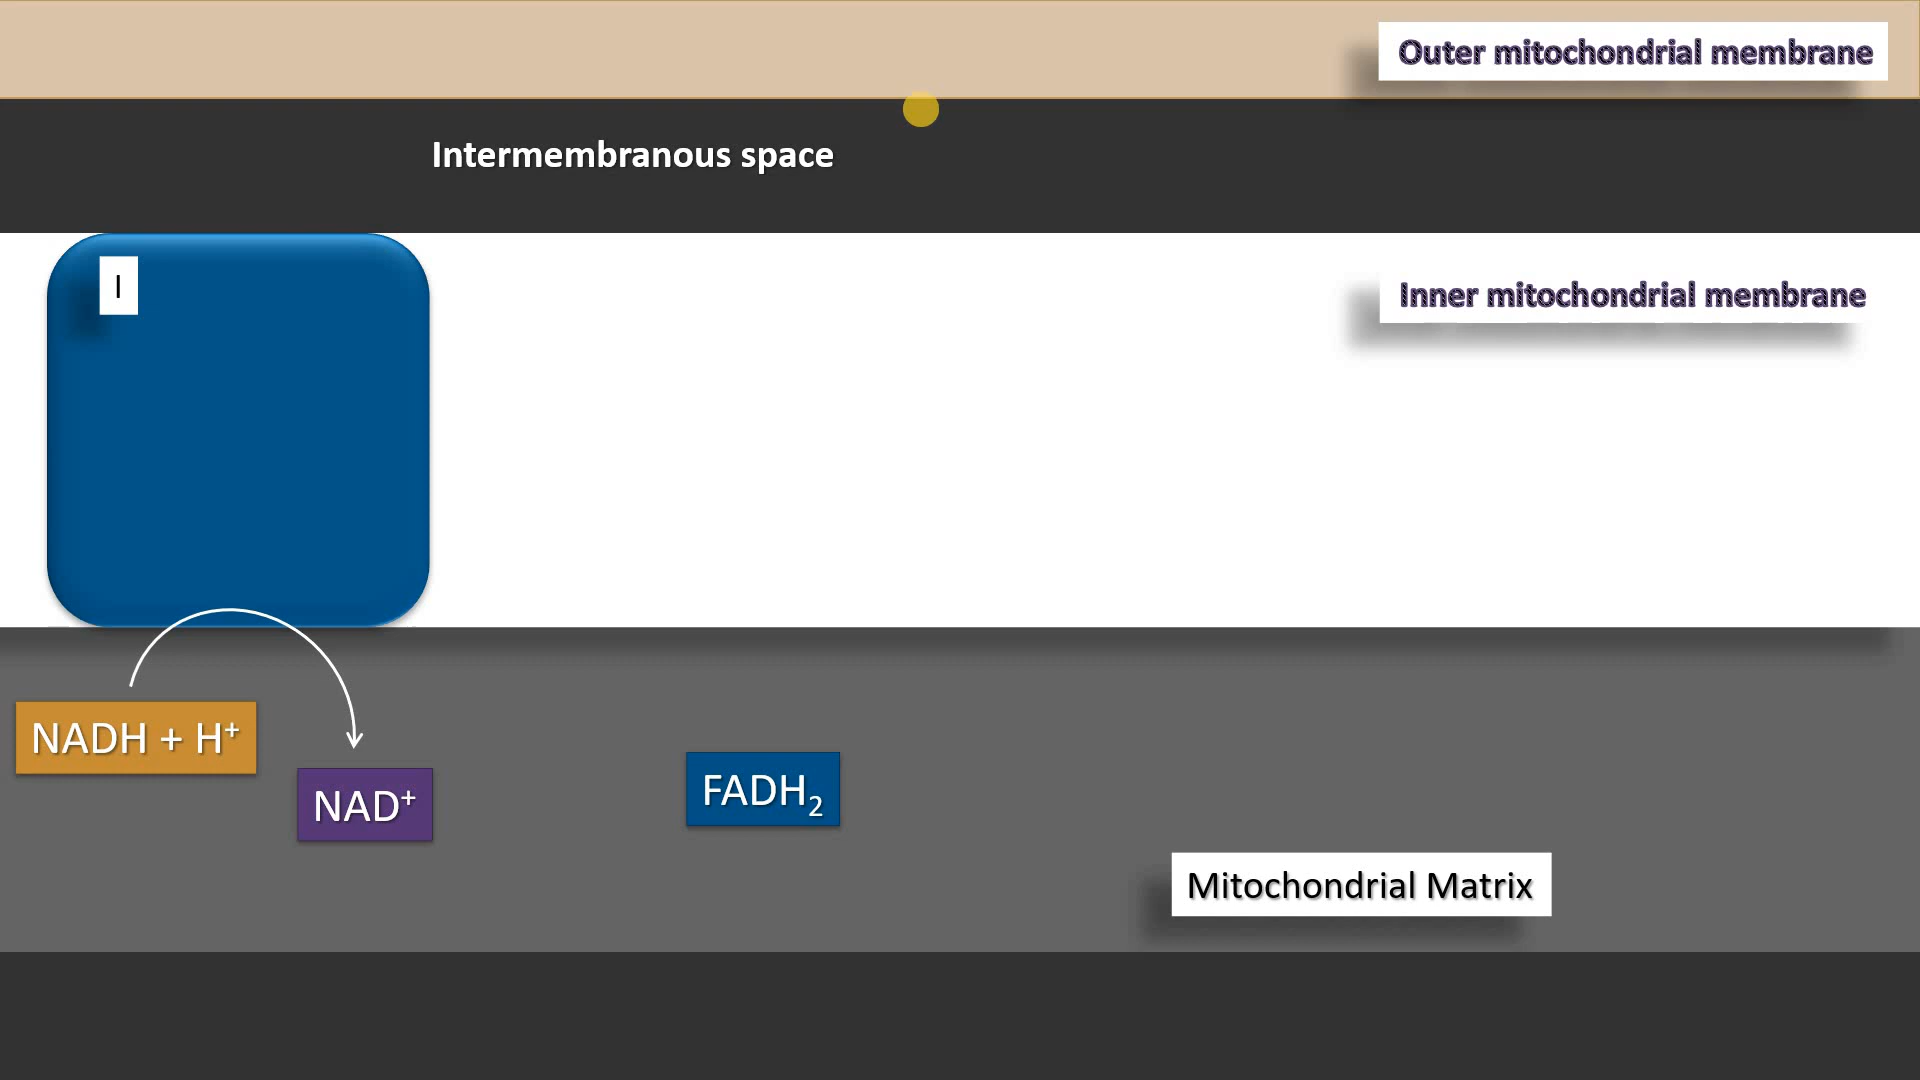 Outer mitochondrial membrane
Intermembranous space
I
Inner mitochondrial membrane
NADH + H⁺
NAD⁺
FADH₂
Mitochondrial Matrix